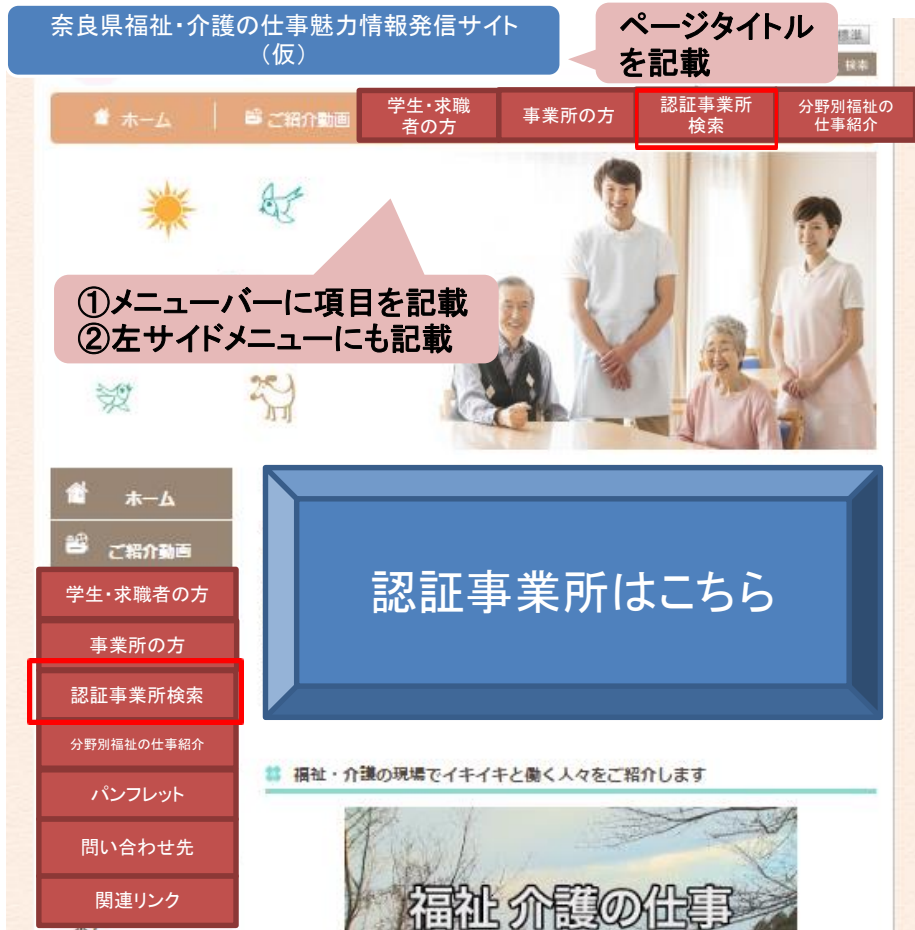 奈良県福祉・介護の仕事魅力情報発信サイト
（仮）
ページタイトル
を記載
標準
検索
ホーム
ご紹介動画
学生・求職
者の方
事業所の方
認証事業所
検索
分野別福祉の
仕事紹介
①メニューバーに項目を記載
②左サイドメニューにも記載
ホーム
ご紹介動画
学生・求職者の方
事業所の方
認証事業所検索
分野別福祉の仕事紹介
パンフレット
問い合わせ先
関連リンク
認証事業所はこちら
福祉・介護の現場でイキイキと働く人々をご紹介します
福祉 介護の仕事